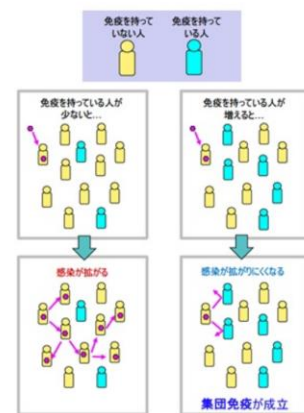 免疫を持って
いない人
免疫を持って
いる人
免疫を持っている人が
少ないと…
免疫を持っている人が
増えると…
感染が拡がる
感染が拡がりにくくなる
集団免疫が成立